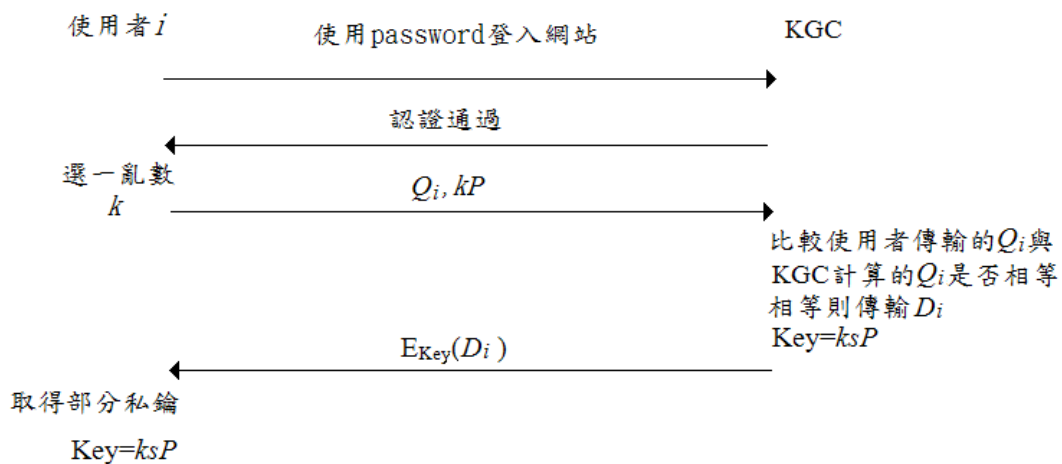 使用者i
使用password登入網站
KGC
認證通過
選一亂數
k
Qi, kP
比較使用者傳輸的Qi與
KGC計算的Qi是否相等
相等則傳輸Di
Key=ksP
EKey(Di)
取得部分私鑰
Key=ksP